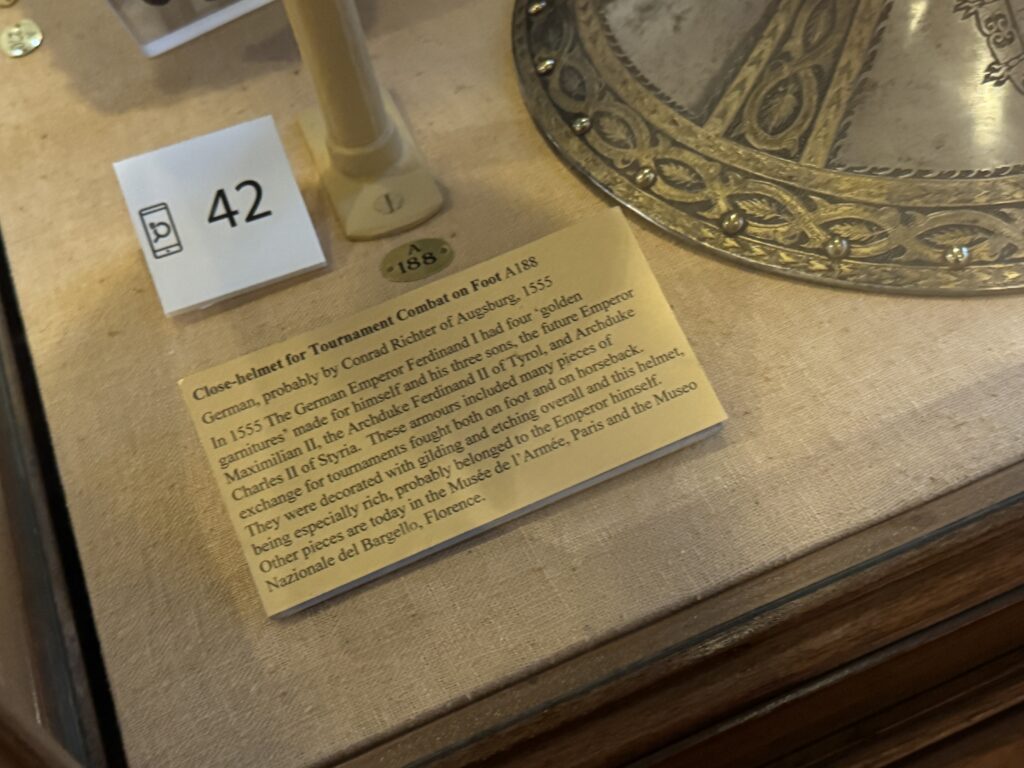 42
A
188
Close-helmet for Tournament Combat on Foot A188
German, probably by Conrad Richter of Augsburg, 1555
In 1555 The German Emperor Ferdinand I had four 'golden
garnitures" made for himself and his three sons, the future Emperor
Maximilian II, the Archduke Ferdinand II of Tyrol, and Archduke
Charles II of Styria. These armours included many pieces of
exchange for tournaments fought both on foot and on horseback.
They were decorated with gilding and etching overall and this helmet,
being especially rich, probably belonged to the Emperor himself.
Other pieces are today in the Musée de l'Armée, Paris and the Museo
Nazionale del Bargello, Florence.